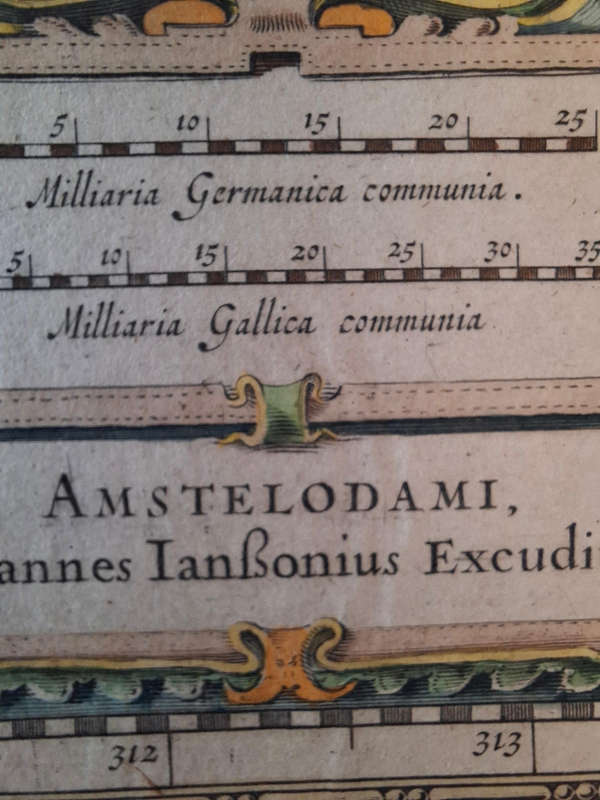 5 10 15 20 25
Milliaria Germanica communia.
5 10 15 20 25 30 35
Milliaria Gallica communia
AMSTELODAMI,
annes Ianßonius Excudi
312 313